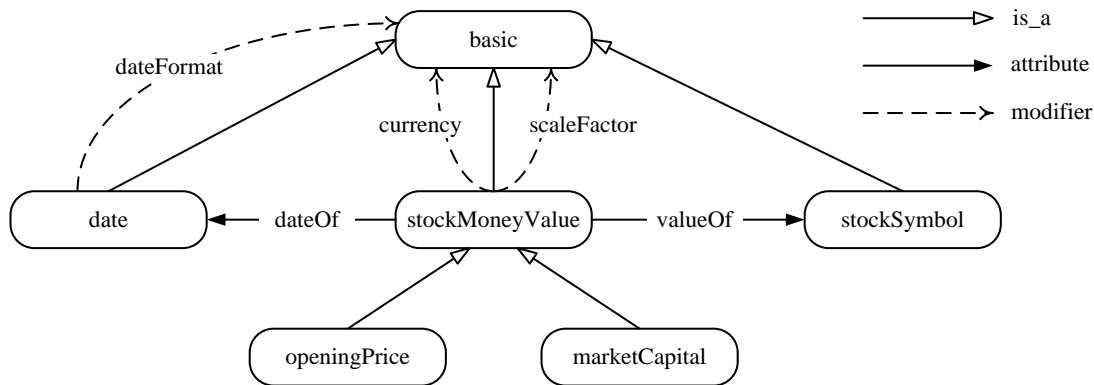 basic
is_a
dateFormat
attribute
modifier
currency
scaleFactor
date
dateOf
stockMoneyValue
valueOf
stockSymbol
openingPrice
marketCapital